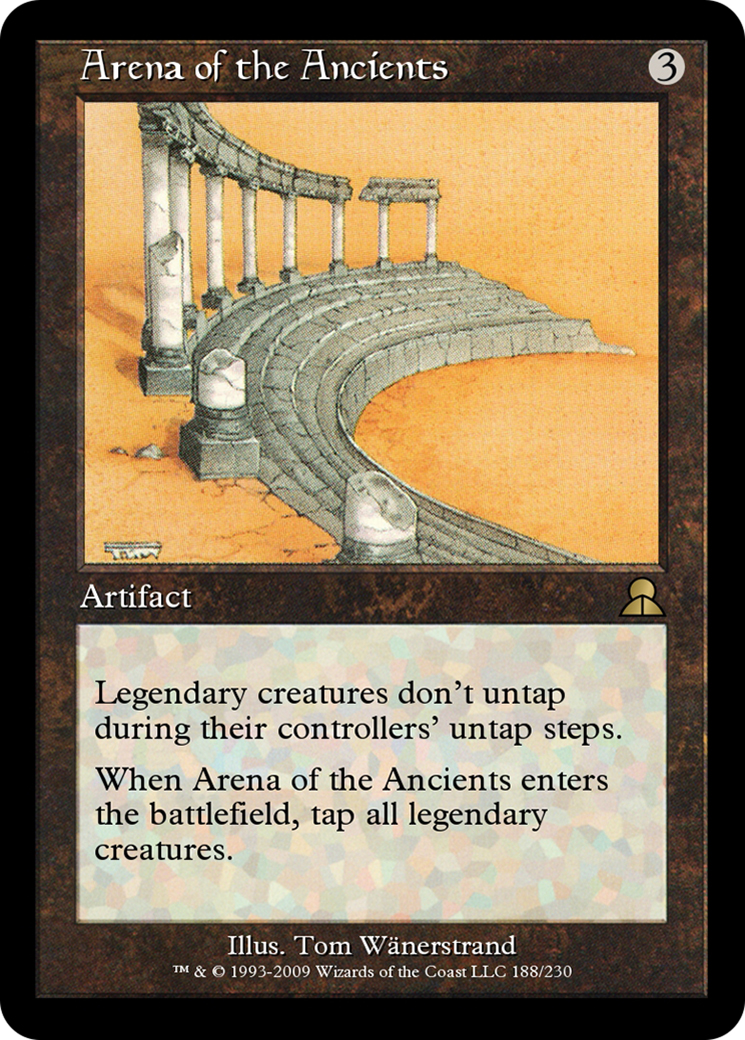 Arena of the Ancients 3
Artifact
Legendary creatures don't untap
during their controllers' untap steps.
When Arena of the Ancients enters
the battlefield, tap all legendary
creatures.
Illus. Tom Wänerstrand
™ & © 1993-2009 Wizards of the Coast LLC 188/230